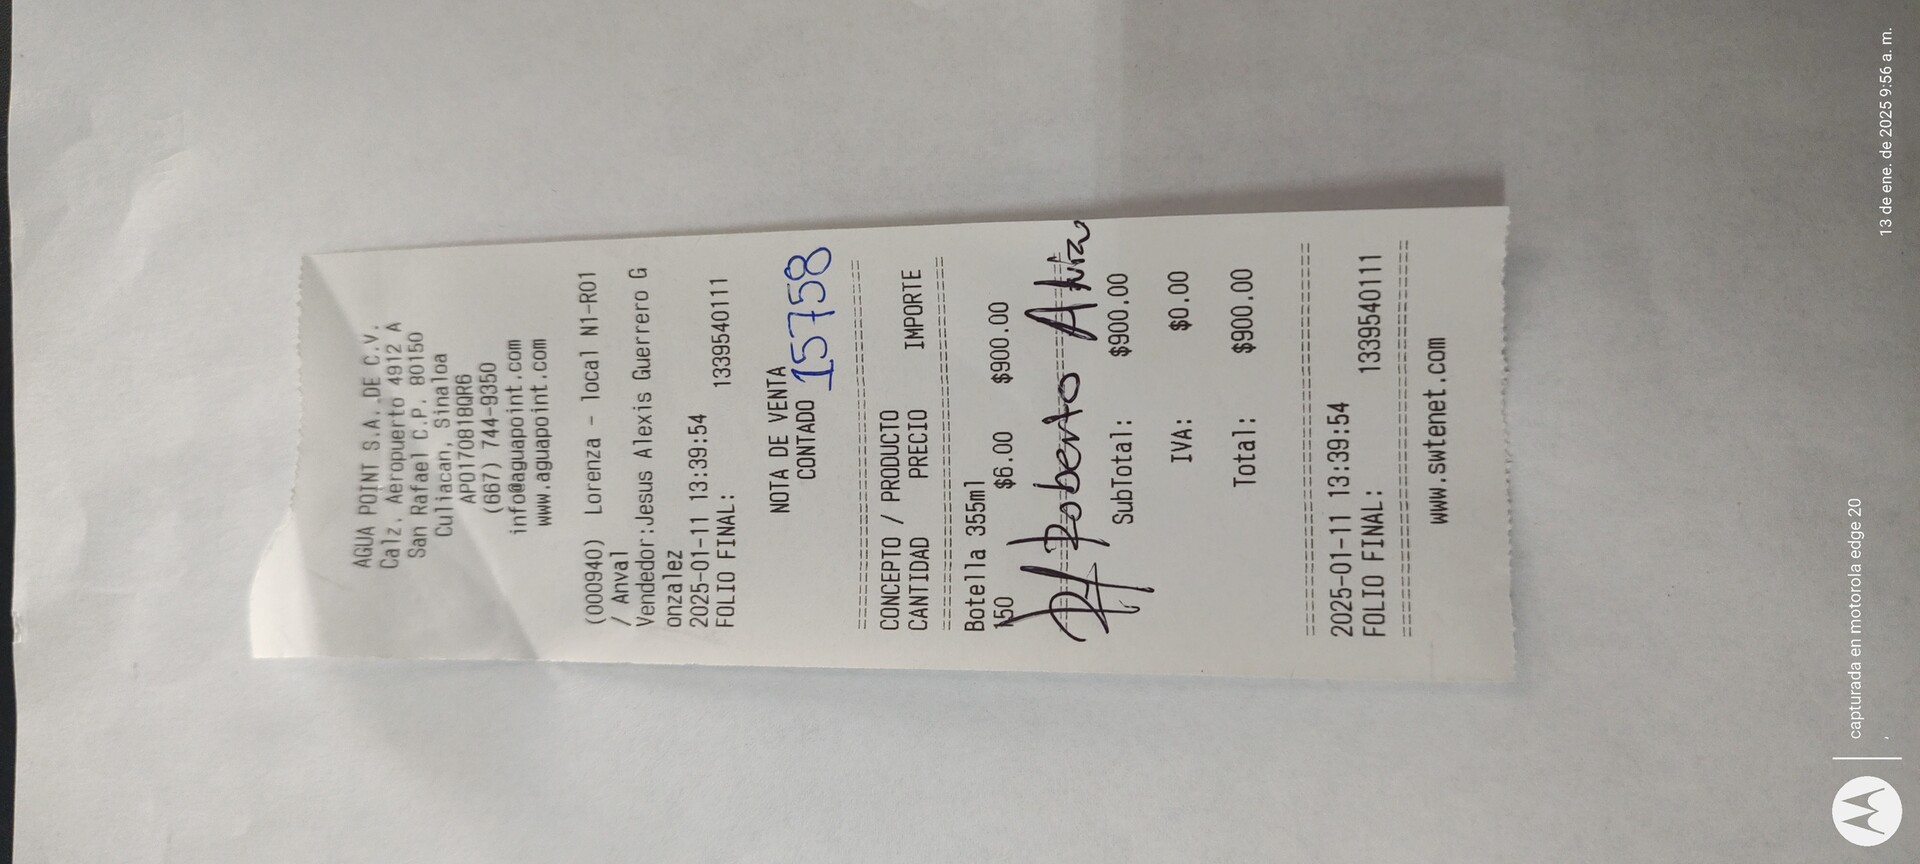 AGUA POINT S.A. DE C.V.
Calz. Aeropuerto 4912 A
San Rafael C.P. 80150
Culiacan, Sinaloa
APO170818QR6
(667) 744-9350
info@aguapoint.com
www.aguapoint.com
(000940) Lorenza - local N1-R01
/ Anval
Vendedor:Jesus Alexis Guerrero G
onzalez
2025-01-11 13:39:54
FOLIO FINAL: 1339540111
NOTA DE VENTA
CONTADO 157758
CONCEPTO / PRODUCTO
CANTIDAD PRECIO IMPORTE
Botella 355ml
150 $6.00 $900.00
Roberto
SubTotal: $900.00
IVA: $0.00
Total: $900.00
2025-01-11 13:39:54
FOLIO FINAL: 1339540111
www.swtenet.com
capturada en motorola edge 20
13 de ene. de 2025 9:56 a. m.